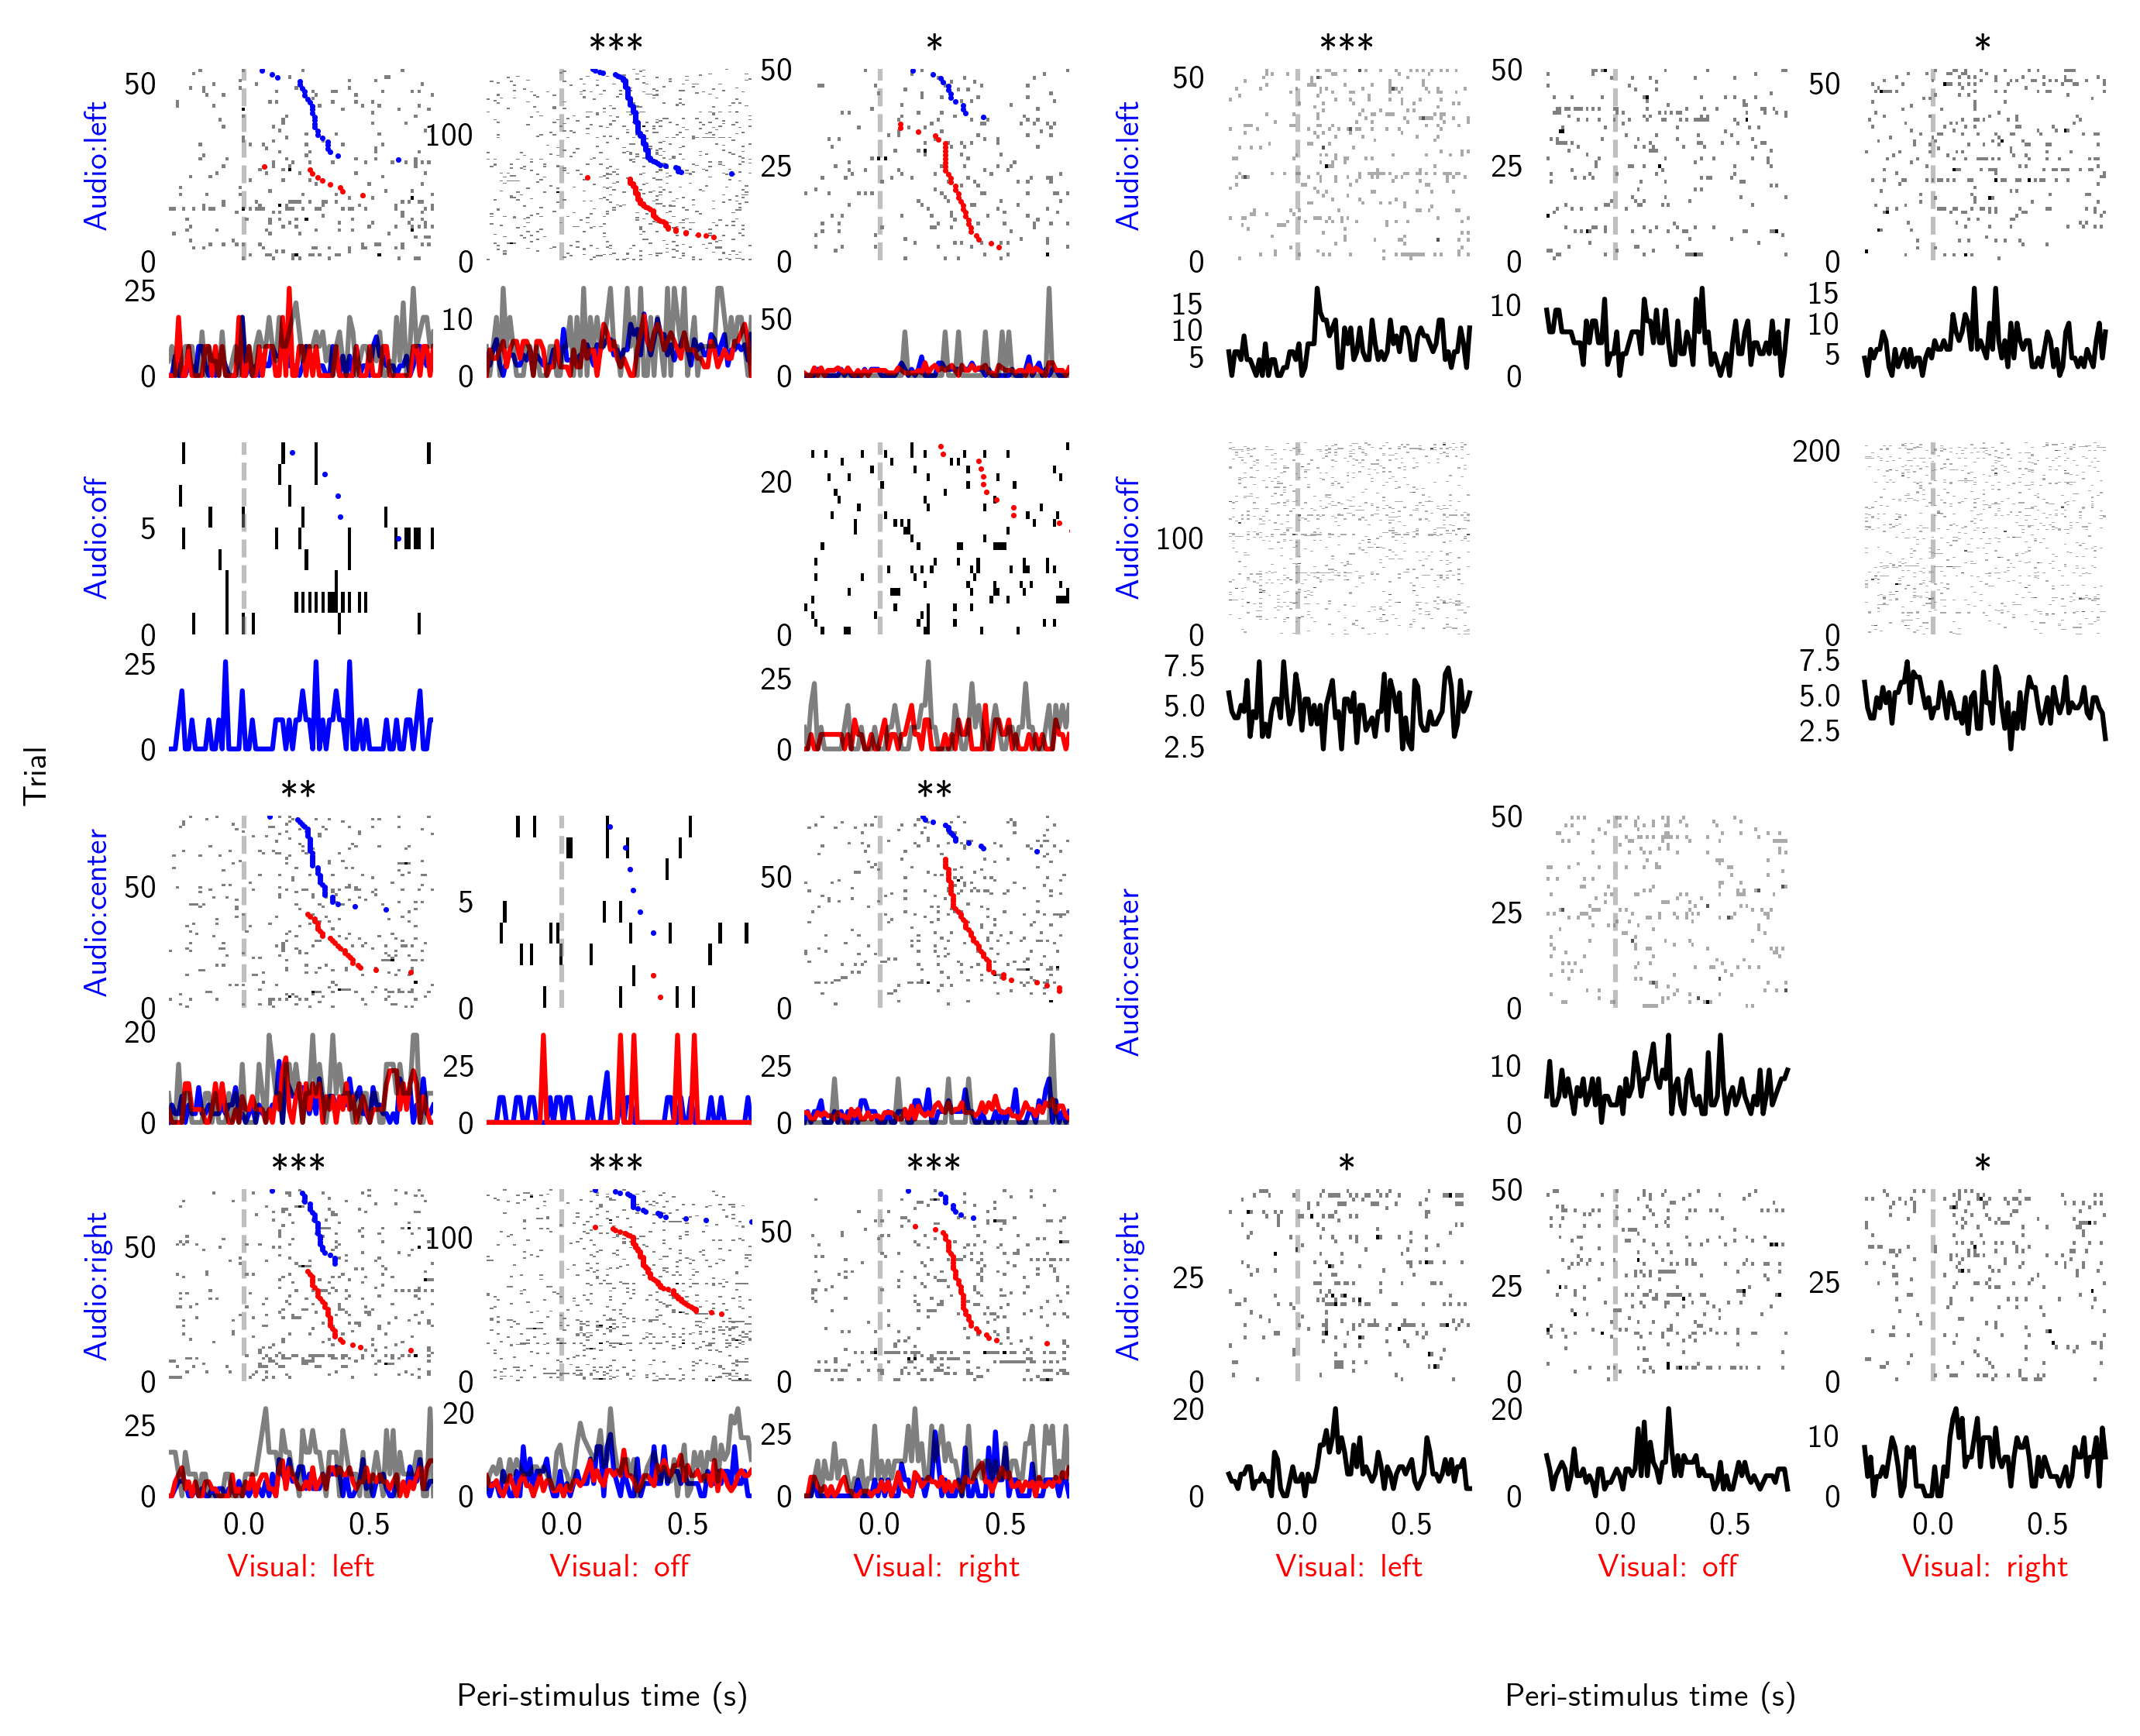 *** * *** *
Audio:left 50 0 100 0 50 25 0 Audio:left 50 0 50 25 0 50 0
25 0 10 0 50 0 15 10 5 10 0 15 10 5
Audio:off 5 0 20 0 Audio:off 100 0 200 100 0
25 0 25 0 7.5 5.0 2.5 7.5 5.0 2.5
Trial
** **
Audio:center 50 0 5 0 50 0 Audio:center 50 25 0
20 0 25 0 25 0 10 0
*** *** *** * *
Audio:right 50 0 100 0 50 0 Audio:right 25 0 50 25 0 25 0
25 0 20 0 25 0 20 0 20 0 10 0
0.0 0.5 0.0 0.5 0.0 0.5 0.0 0.5 0.0 0.5 0.0 0.5
Visual: left Visual: off Visual: right Visual: left Visual: off Visual: right
Peri-stimulus time (s) Peri-stimulus time (s)